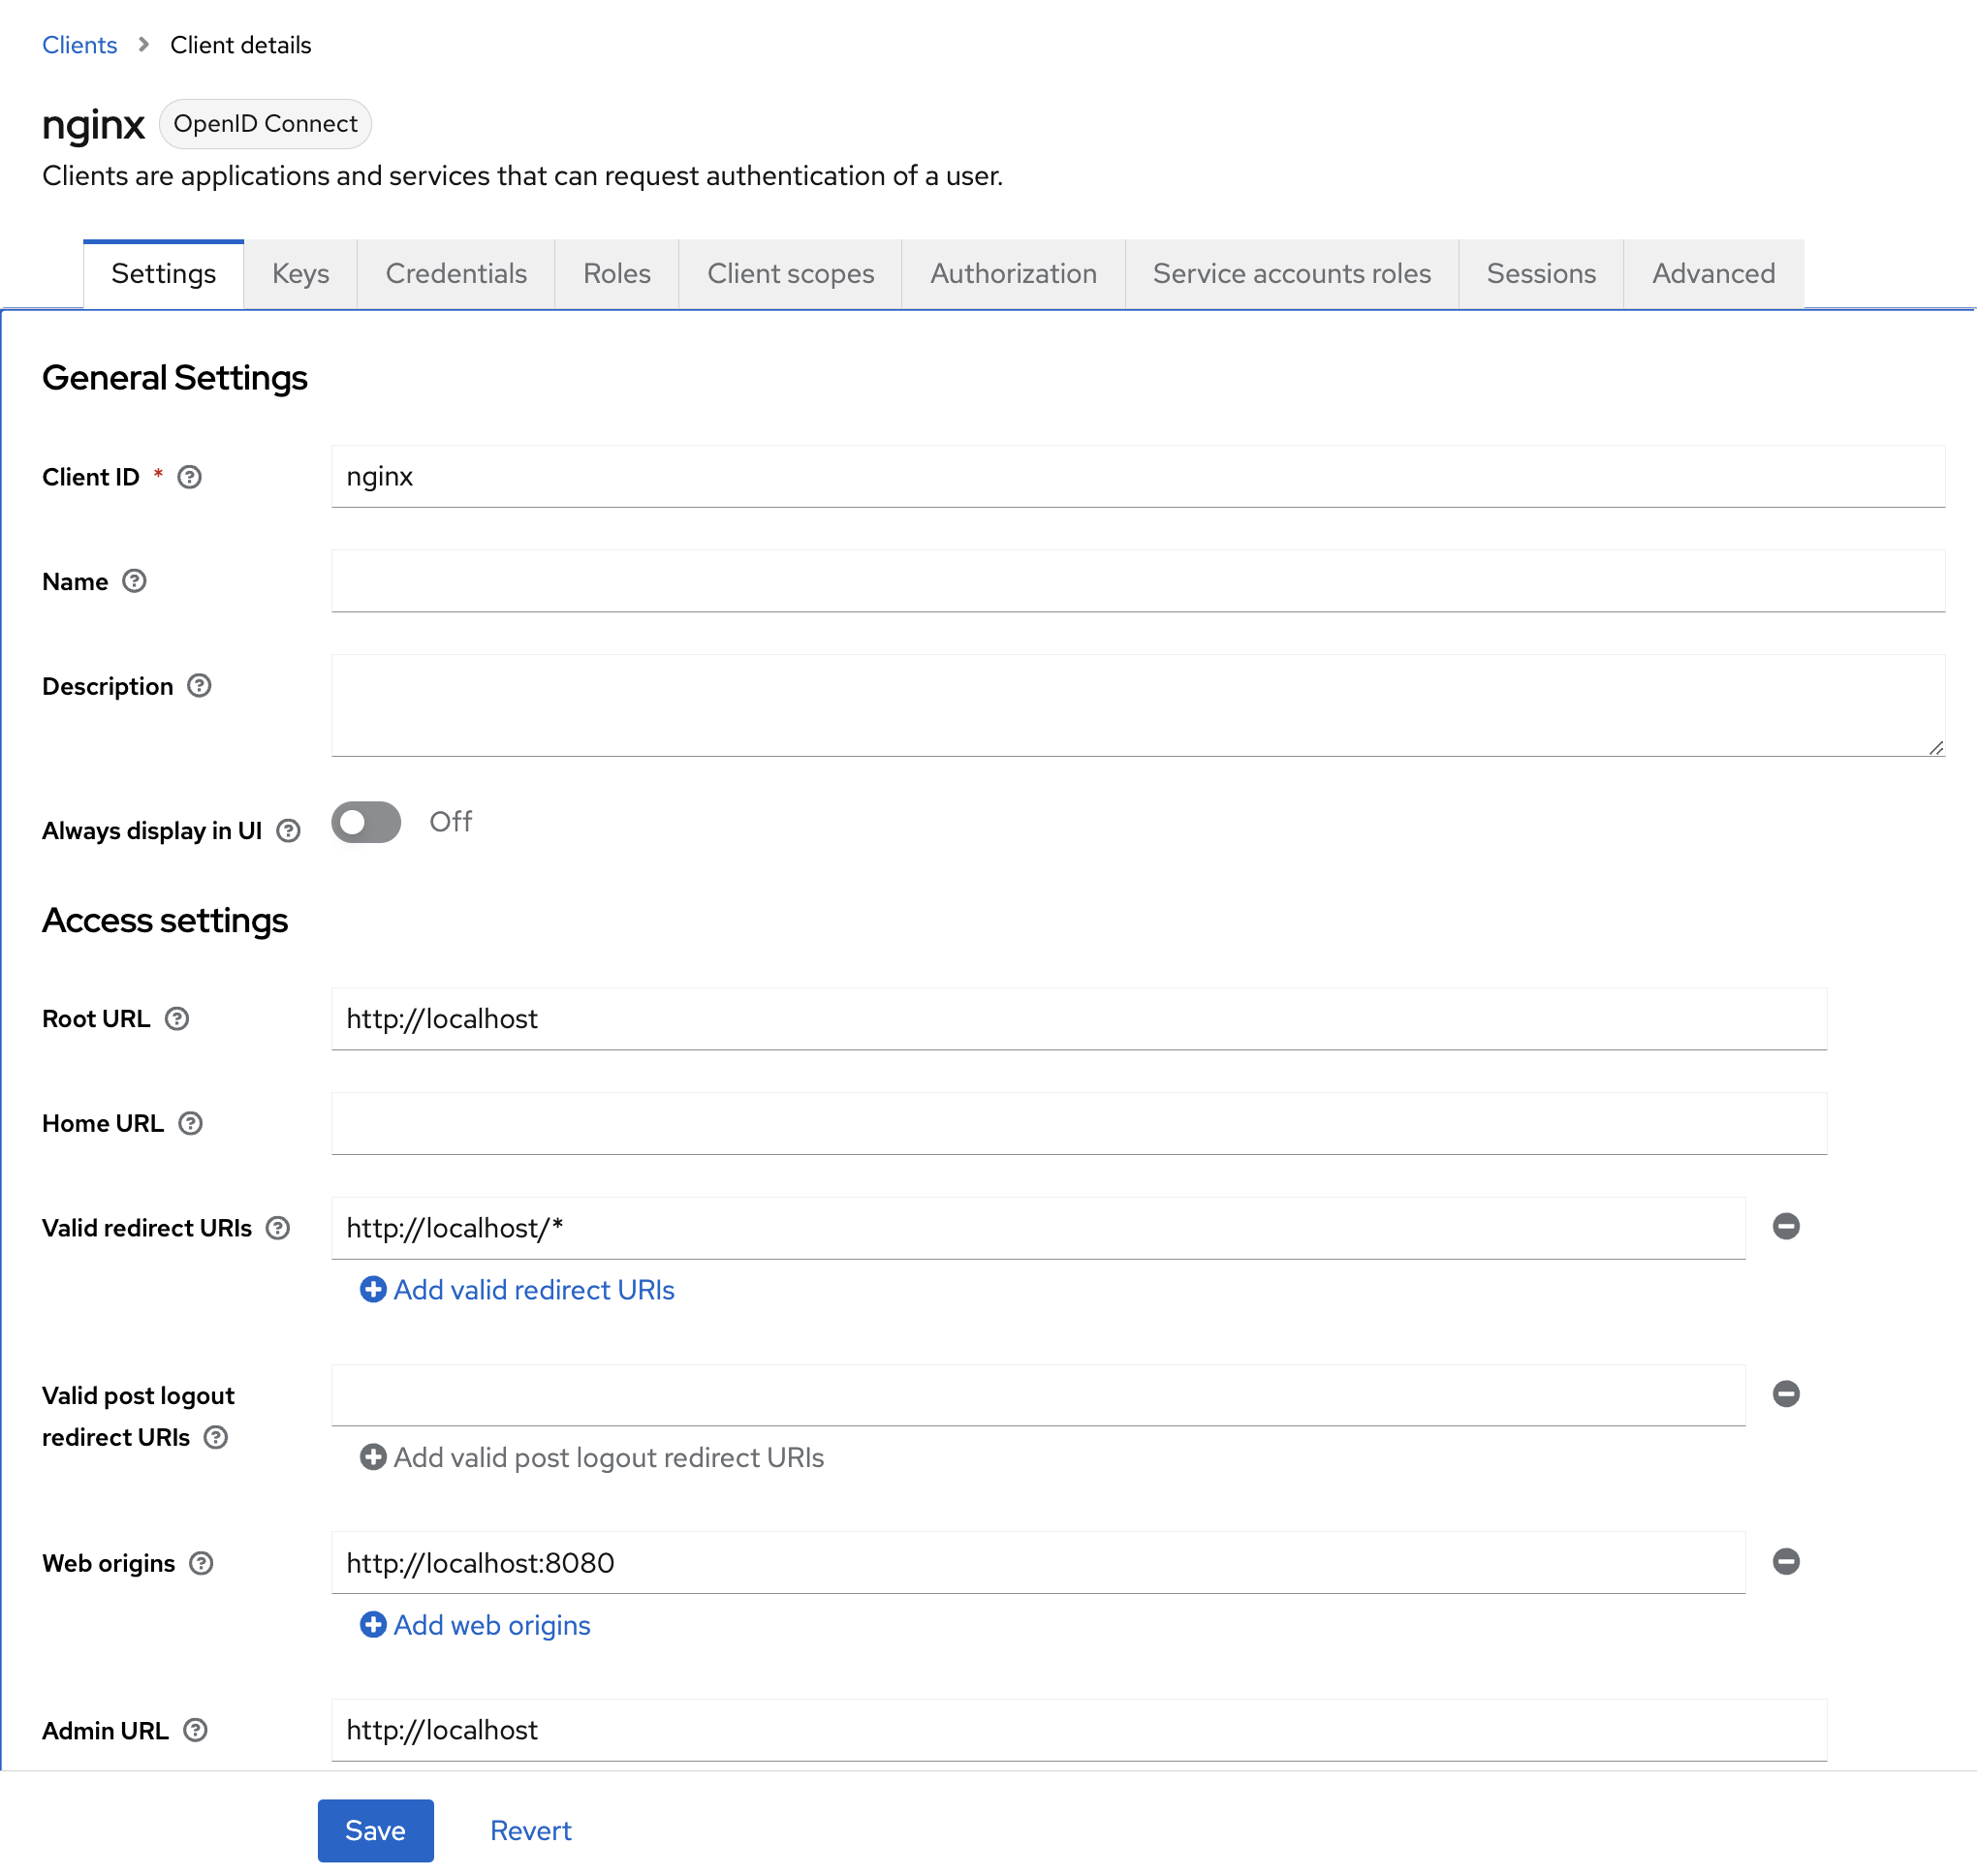 Clients > Client details
nginx OpenID Connect
Clients are applications and services that can request authentication of a user.
Settings Keys Credentials Roles Client scopes Authorization Service accounts roles Sessions Advanced
General Settings
Client ID * nginx
Name
Description
Always display in UI Off
Access settings
Root URL http://localhost
Home URL
Valid redirect URIs http://localhost/*
Add valid redirect URIs
Valid post logout
redirect URIs
Add valid post logout redirect URIs
Web origins http://localhost:8080
Add web origins
Admin URL http://localhost
Save Revert